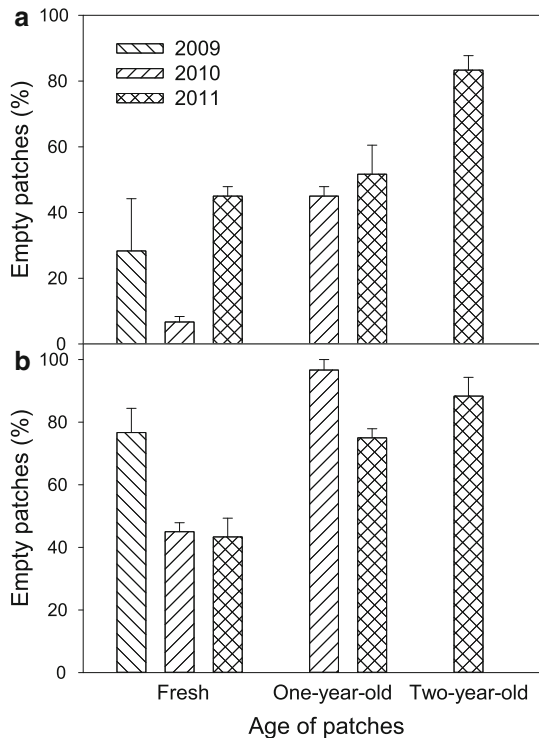 a
100
80
60
40
20
0
Empty patches (%)
2009
2010
2011
b
100
80
60
40
20
0
Empty patches (%)
Fresh One-year-old Two-year-old
Age of patches